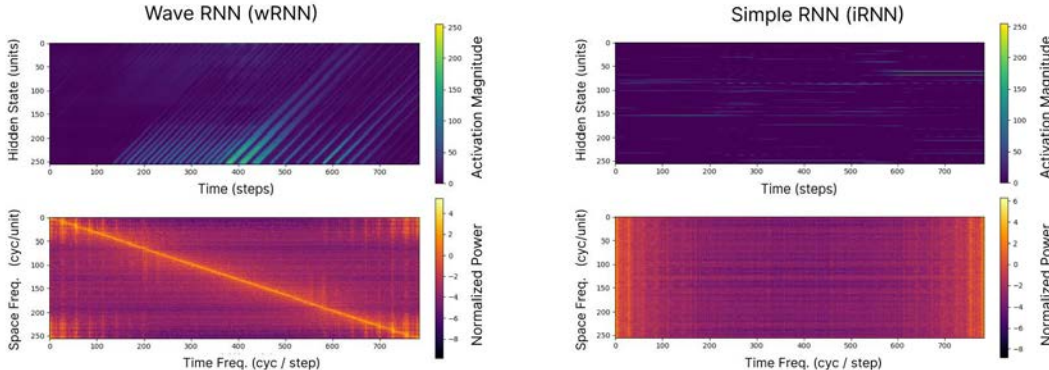 Wave RNN (wRNN)
Hidden State (units)
0
50
100
150
200
250
0 100 200 300 400 500 600 700
Time (steps)
250
200
150
100
50
0
Activation Magnitude
Space Freq. (cyc/unit)
0
50
100
150
200
250
0 100 200 300 400 500 600 700
Time Freq. (cyc / step)
4
2
0
−2
−4
−6
−8
Normalized Power
Simple RNN (iRNN)
Hidden State (units)
0
50
100
150
200
250
0 100 200 300 400 500 600 700
Time (steps)
250
200
150
100
50
0
Activation Magnitude
Space Freq. (cyc/unit)
0
50
100
150
200
250
0 100 200 300 400 500 600 700
Time Freq. (cyc / step)
6
4
2
0
−2
−4
−6
−8
Normalized Power